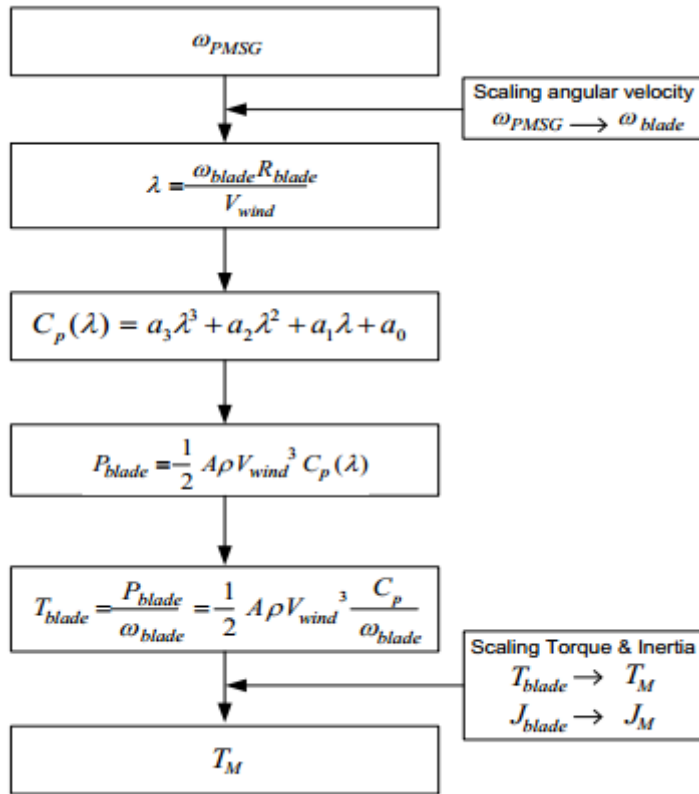 ω_PMSG
Scaling angular velocity
ω_PMSG → ω_blade
λ = ω_blade R_blade / V_wind
C_p(λ) = a_3λ^3 + a_2λ^2 + a_1λ + a_0
P_blade = 1/2 AρV_wind^3 C_p(λ)
T_blade = P_blade / ω_blade = 1/2 AρV_wind^3 C_p / ω_blade
Scaling Torque & Inertia
T_blade → T_M
J_blade → J_M
T_M